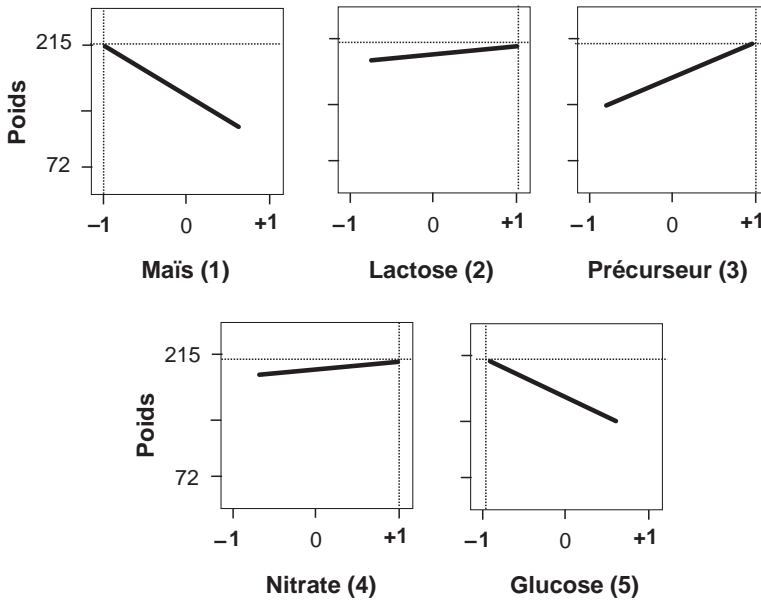 215
Poids
72
–1 0 +1 –1 0 +1 –1 0 +1
Maïs (1) Lactose (2) Précurseur (3)
215
Poids
72
–1 0 +1 –1 0 +1
Nitrate (4) Glucose (5)